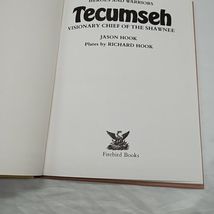 HEROES AND WARRIORS
Tecumseh
VISIONARY CHIEF OF THE SHAWNEE
JASON HOOK
Plates by RICHARD HOOK
Firebird Books